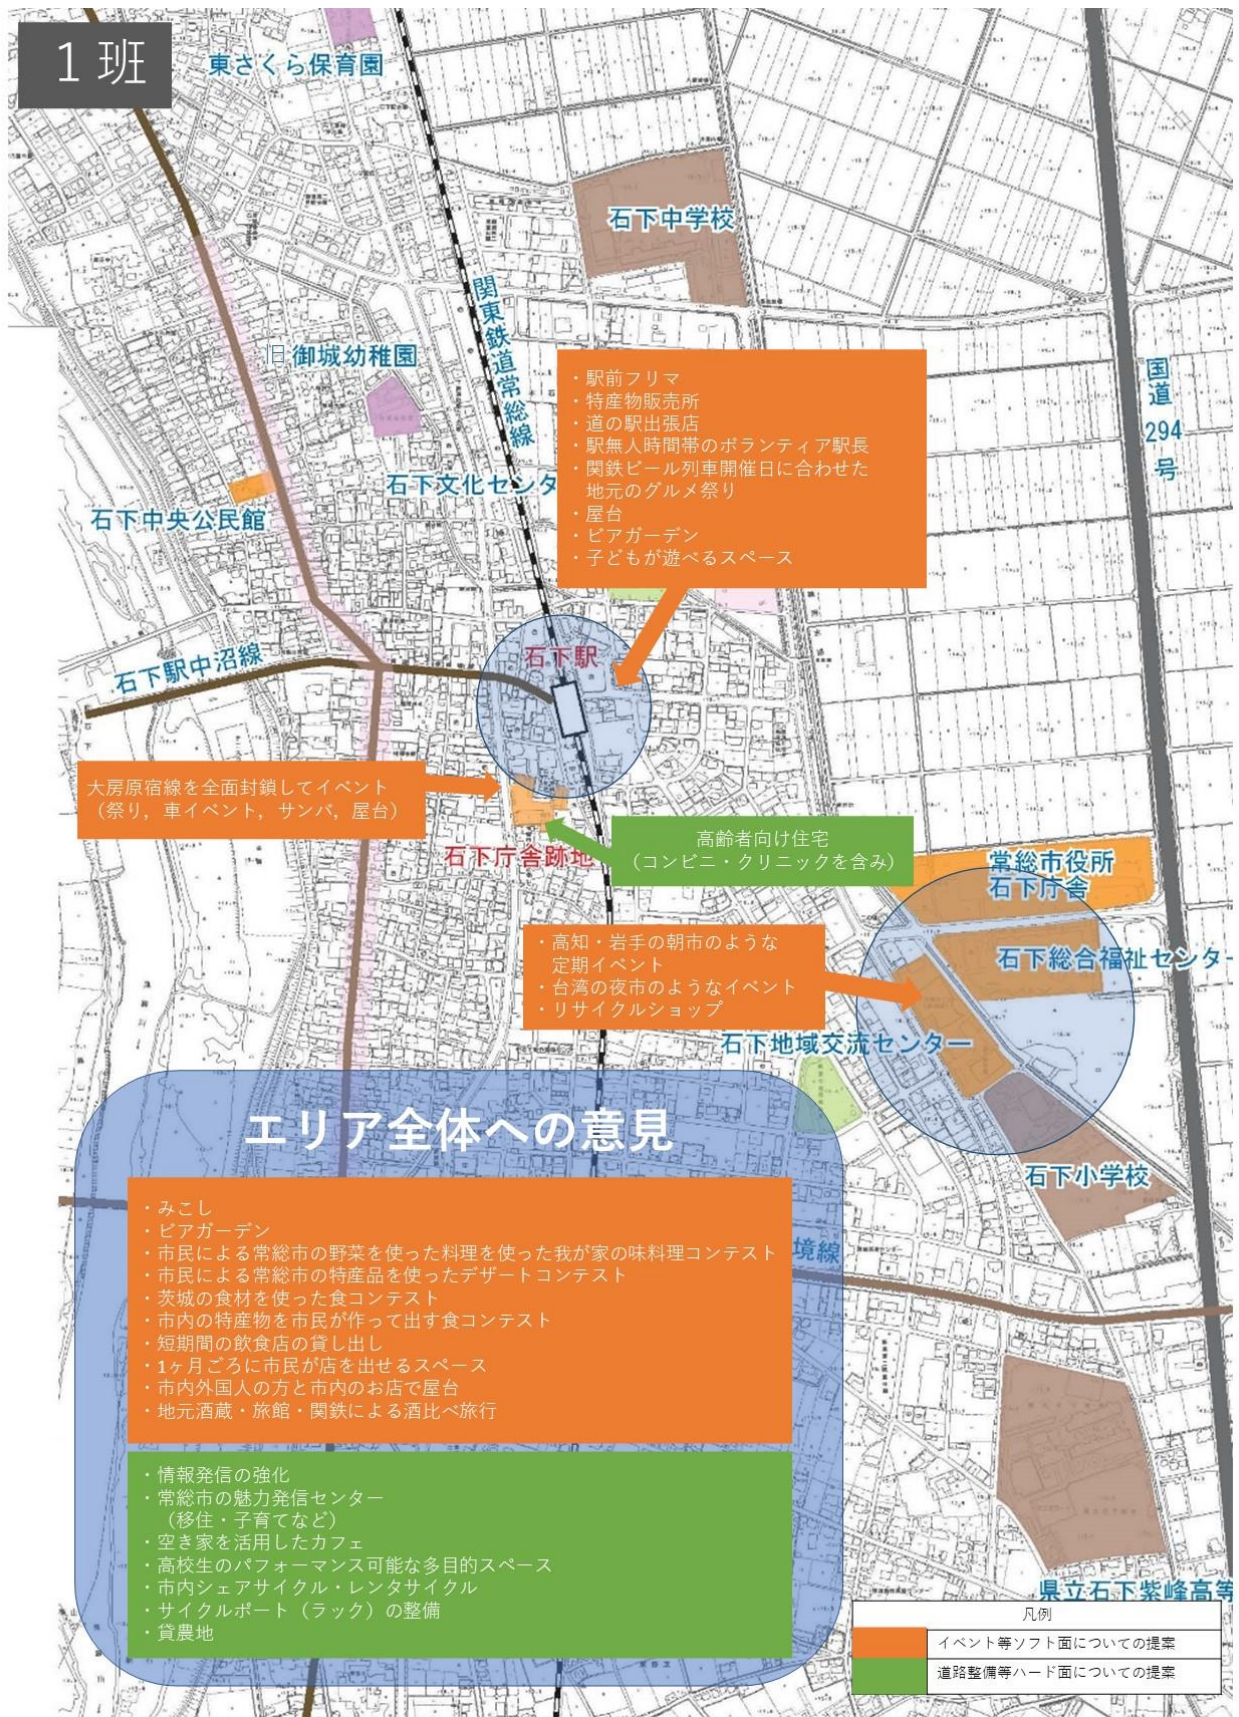 1班
東さくら保育園
石下中学校
関東鉄道常総線
旧御城幼稚園
国道294号
・駅前フリマ
・特産物販売所
・道の駅出張店
・駅無人時間帯のボランティア駅長
・関鉄ビール列車開催日に合わせた
地元のグルメ祭り
・屋台
・ビアガーデン
・子どもが遊べるスペース
石下文化センタ
石下中央公民館
石下駅中沼線
石下駅
大房原宿線を全面封鎖してイベント
（祭り，車イベント，サンバ，屋台）
高齢者向け住宅
（コンビニ・クリニックを含み）
石下庁舎跡地
常総市役所
石下庁舎
・高知・岩手の朝市のような
定期イベント
・台湾の夜市のようなイベント
・リサイクルショップ
石下総合福祉センター
石下地域交流センター
石下小学校
エリア全体への意見
・みこし
・ビアガーデン
・市民による常総市の野菜を使った料理を使った我が家の味料理コンテスト
・市民による常総市の特産品を使ったデザートコンテスト
・茨城の食材を使った食コンテスト
・市内の特産物を市民が作って出す食コンテスト
・短期間の飲食店の貸し出し
・1ヶ月ごろに市民が店を出せるスペース
・市内外国人の方と市内のお店で屋台
・地元酒蔵・旅館・関鉄による酒比べ旅行
境線
・情報発信の強化
・常総市の魅力発信センター
（移住・子育てなど）
・空き家を活用したカフェ
・高校生のパフォーマンス可能な多目的スペース
・市内シェアサイクル・レンタサイクル
・サイクルポート（ラック）の整備
・貸農地
県立石下紫峰高等
凡例
イベント等ソフト面についての提案
道路整備等ハード面についての提案